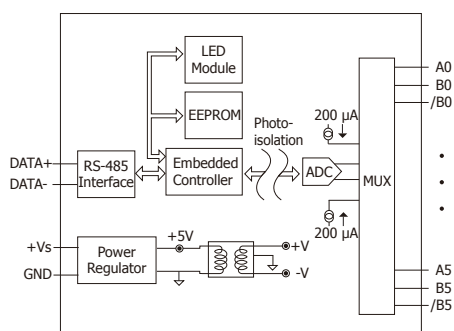 LED
Module
EEPROM
Photo-
isolation
200 µA
A0
B0
/B0
DATA+
DATA-
RS-485
Interface
Embedded
Controller
ADC
MUX
200 µA
+Vs
GND
Power
Regulator
+5V
+V
-V
A5
B5
/B5